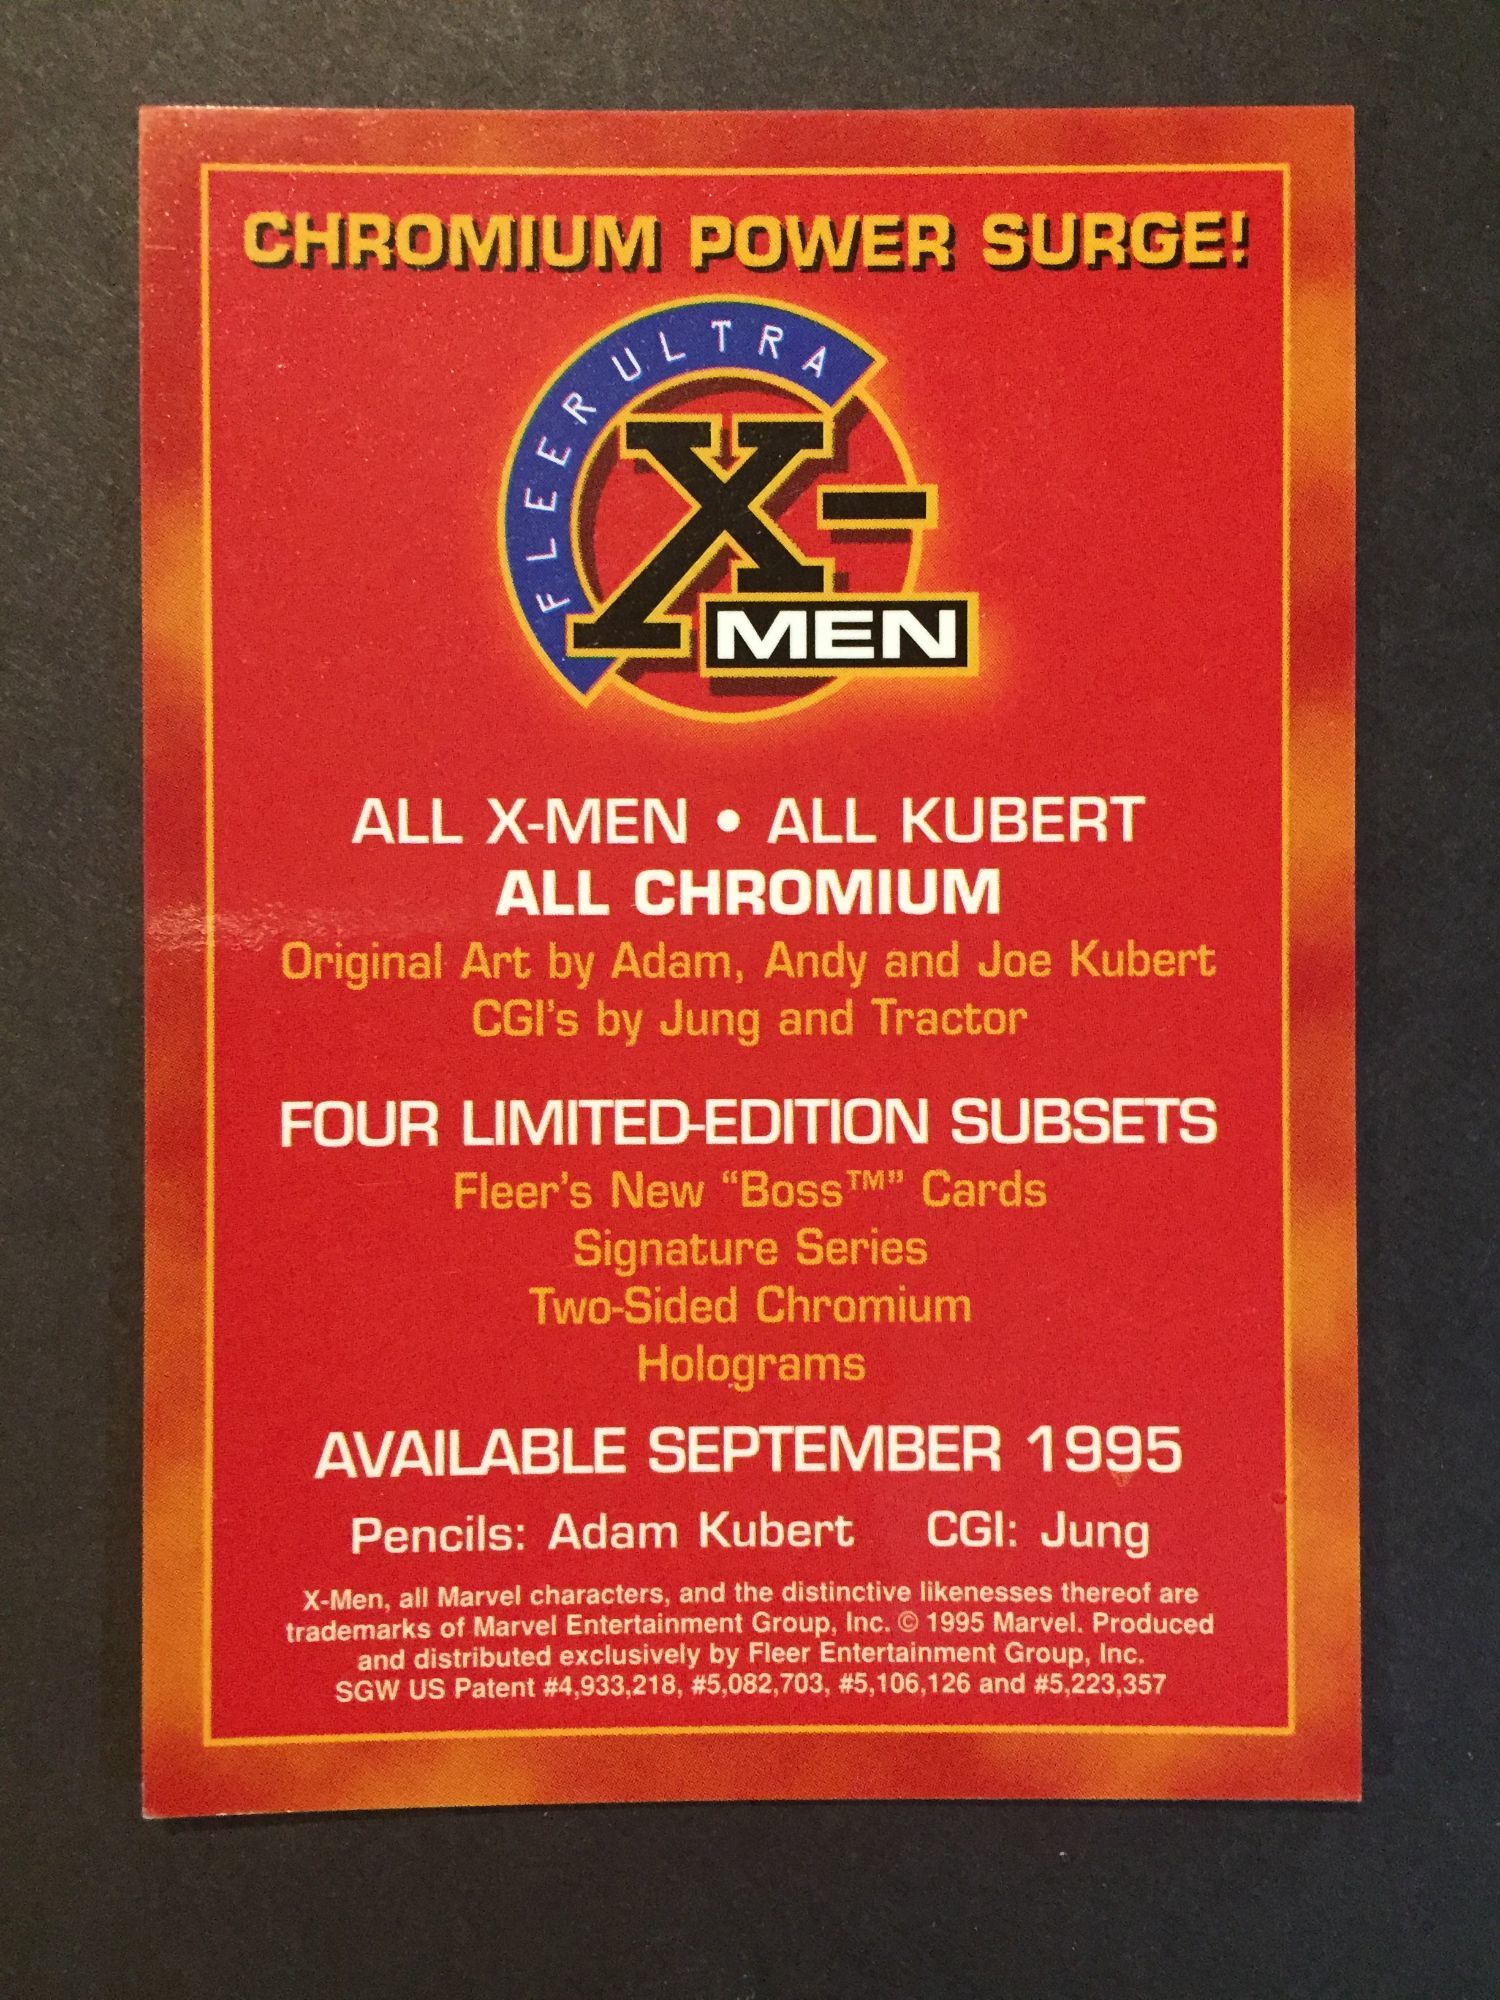 CHROMIUM POWER SURGE!
FLEER ULTRA
X-
MEN
ALL X-MEN • ALL KUBERT
ALL CHROMIUM
Original Art by Adam, Andy and Joe Kubert
CGI's by Jung and Tractor
FOUR LIMITED-EDITION SUBSETS
Fleer's New “Boss™” Cards
Signature Series
Two-Sided Chromium
Holograms
AVAILABLE SEPTEMBER 1995
Pencils: Adam Kubert CGI: Jung
X-Men, all Marvel characters, and the distinctive likenesses thereof are
trademarks of Marvel Entertainment Group, Inc. © 1995 Marvel. Produced
and distributed exclusively by Fleer Entertainment Group, Inc.
SGW US Patent #4,933,218, #5,082,703, #5,106,126 and #5,223,357